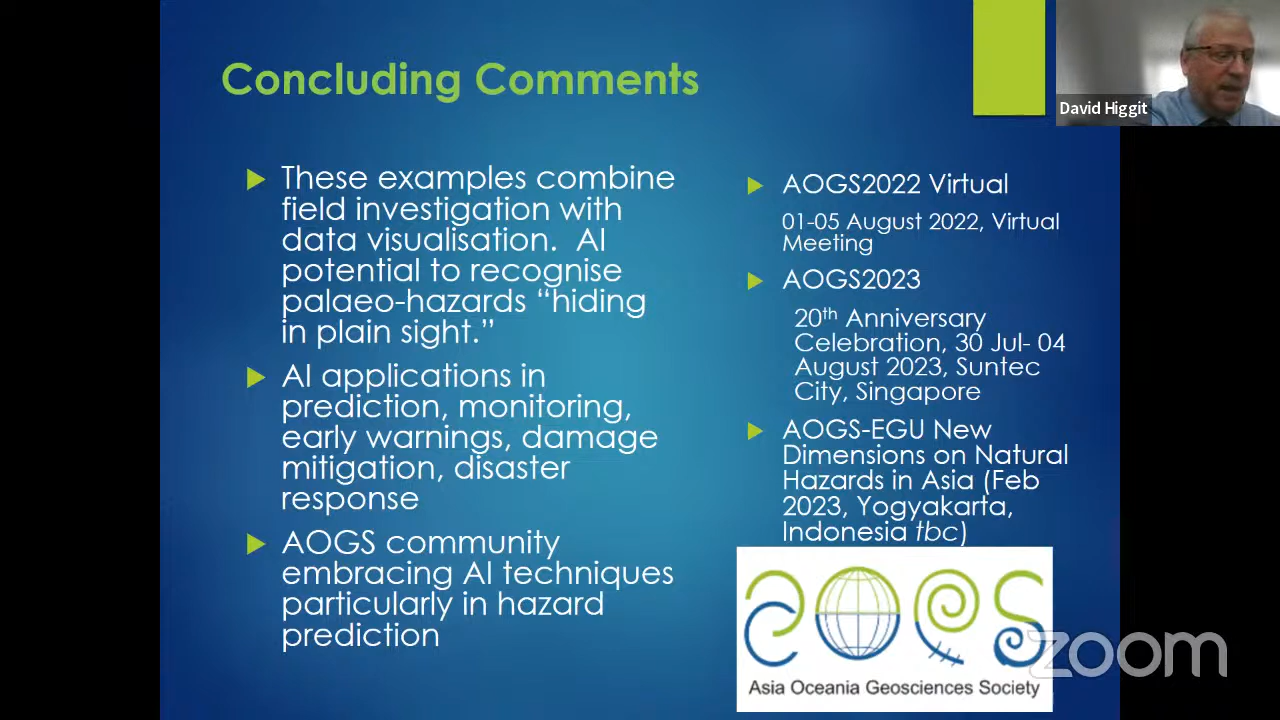 Concluding Comments
David Higgit
These examples combine
field investigation with
data visualisation. AI
potential to recognise
palaeo-hazards “hiding
in plain sight.”
AI applications in
prediction, monitoring,
early warnings, damage
mitigation, disaster
response
AOGS community
embracing AI techniques
particularly in hazard
prediction
AOGS2022 Virtual
01-05 August 2022, Virtual
Meeting
AOGS2023
20th Anniversary
Celebration, 30 Jul- 04
August 2023, Suntec
City, Singapore
AOGS-EGU New
Dimensions on Natural
Hazards in Asia (Feb
2023, Yogyakarta,
Indonesia tbc)
AOGS
Asia Oceania Geosciences Society
zoom